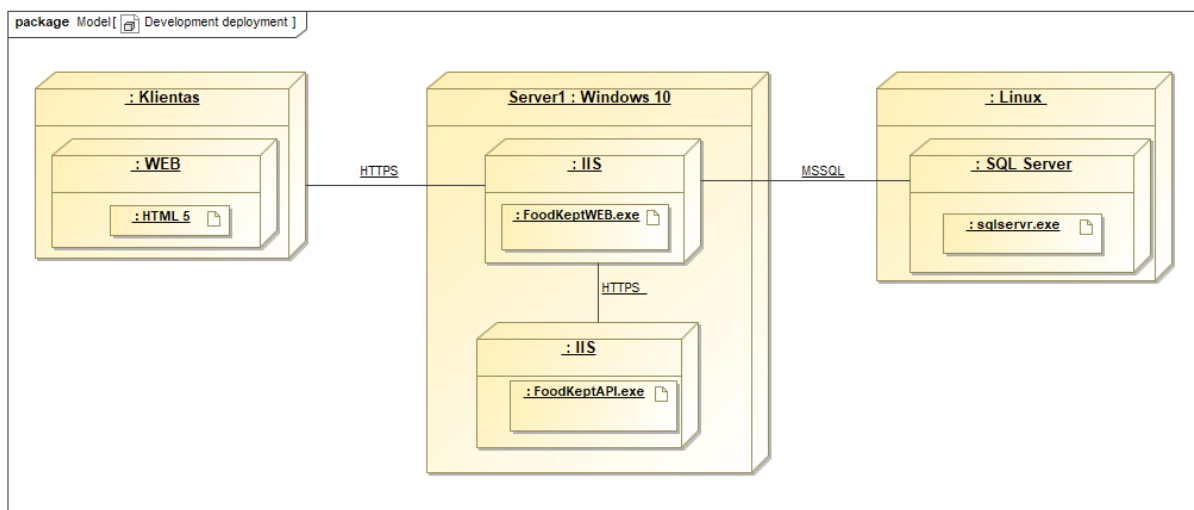 package Model[ Development deployment ]
: Klientas
: WEB
: HTML 5
HTTPS
Server1 : Windows 10
: IIS
: FoodKeptWEB.exe
HTTPS
: IIS
: FoodKeptAPI.exe
MSSQL
: Linux
: SQL Server
: sqlservr.exe